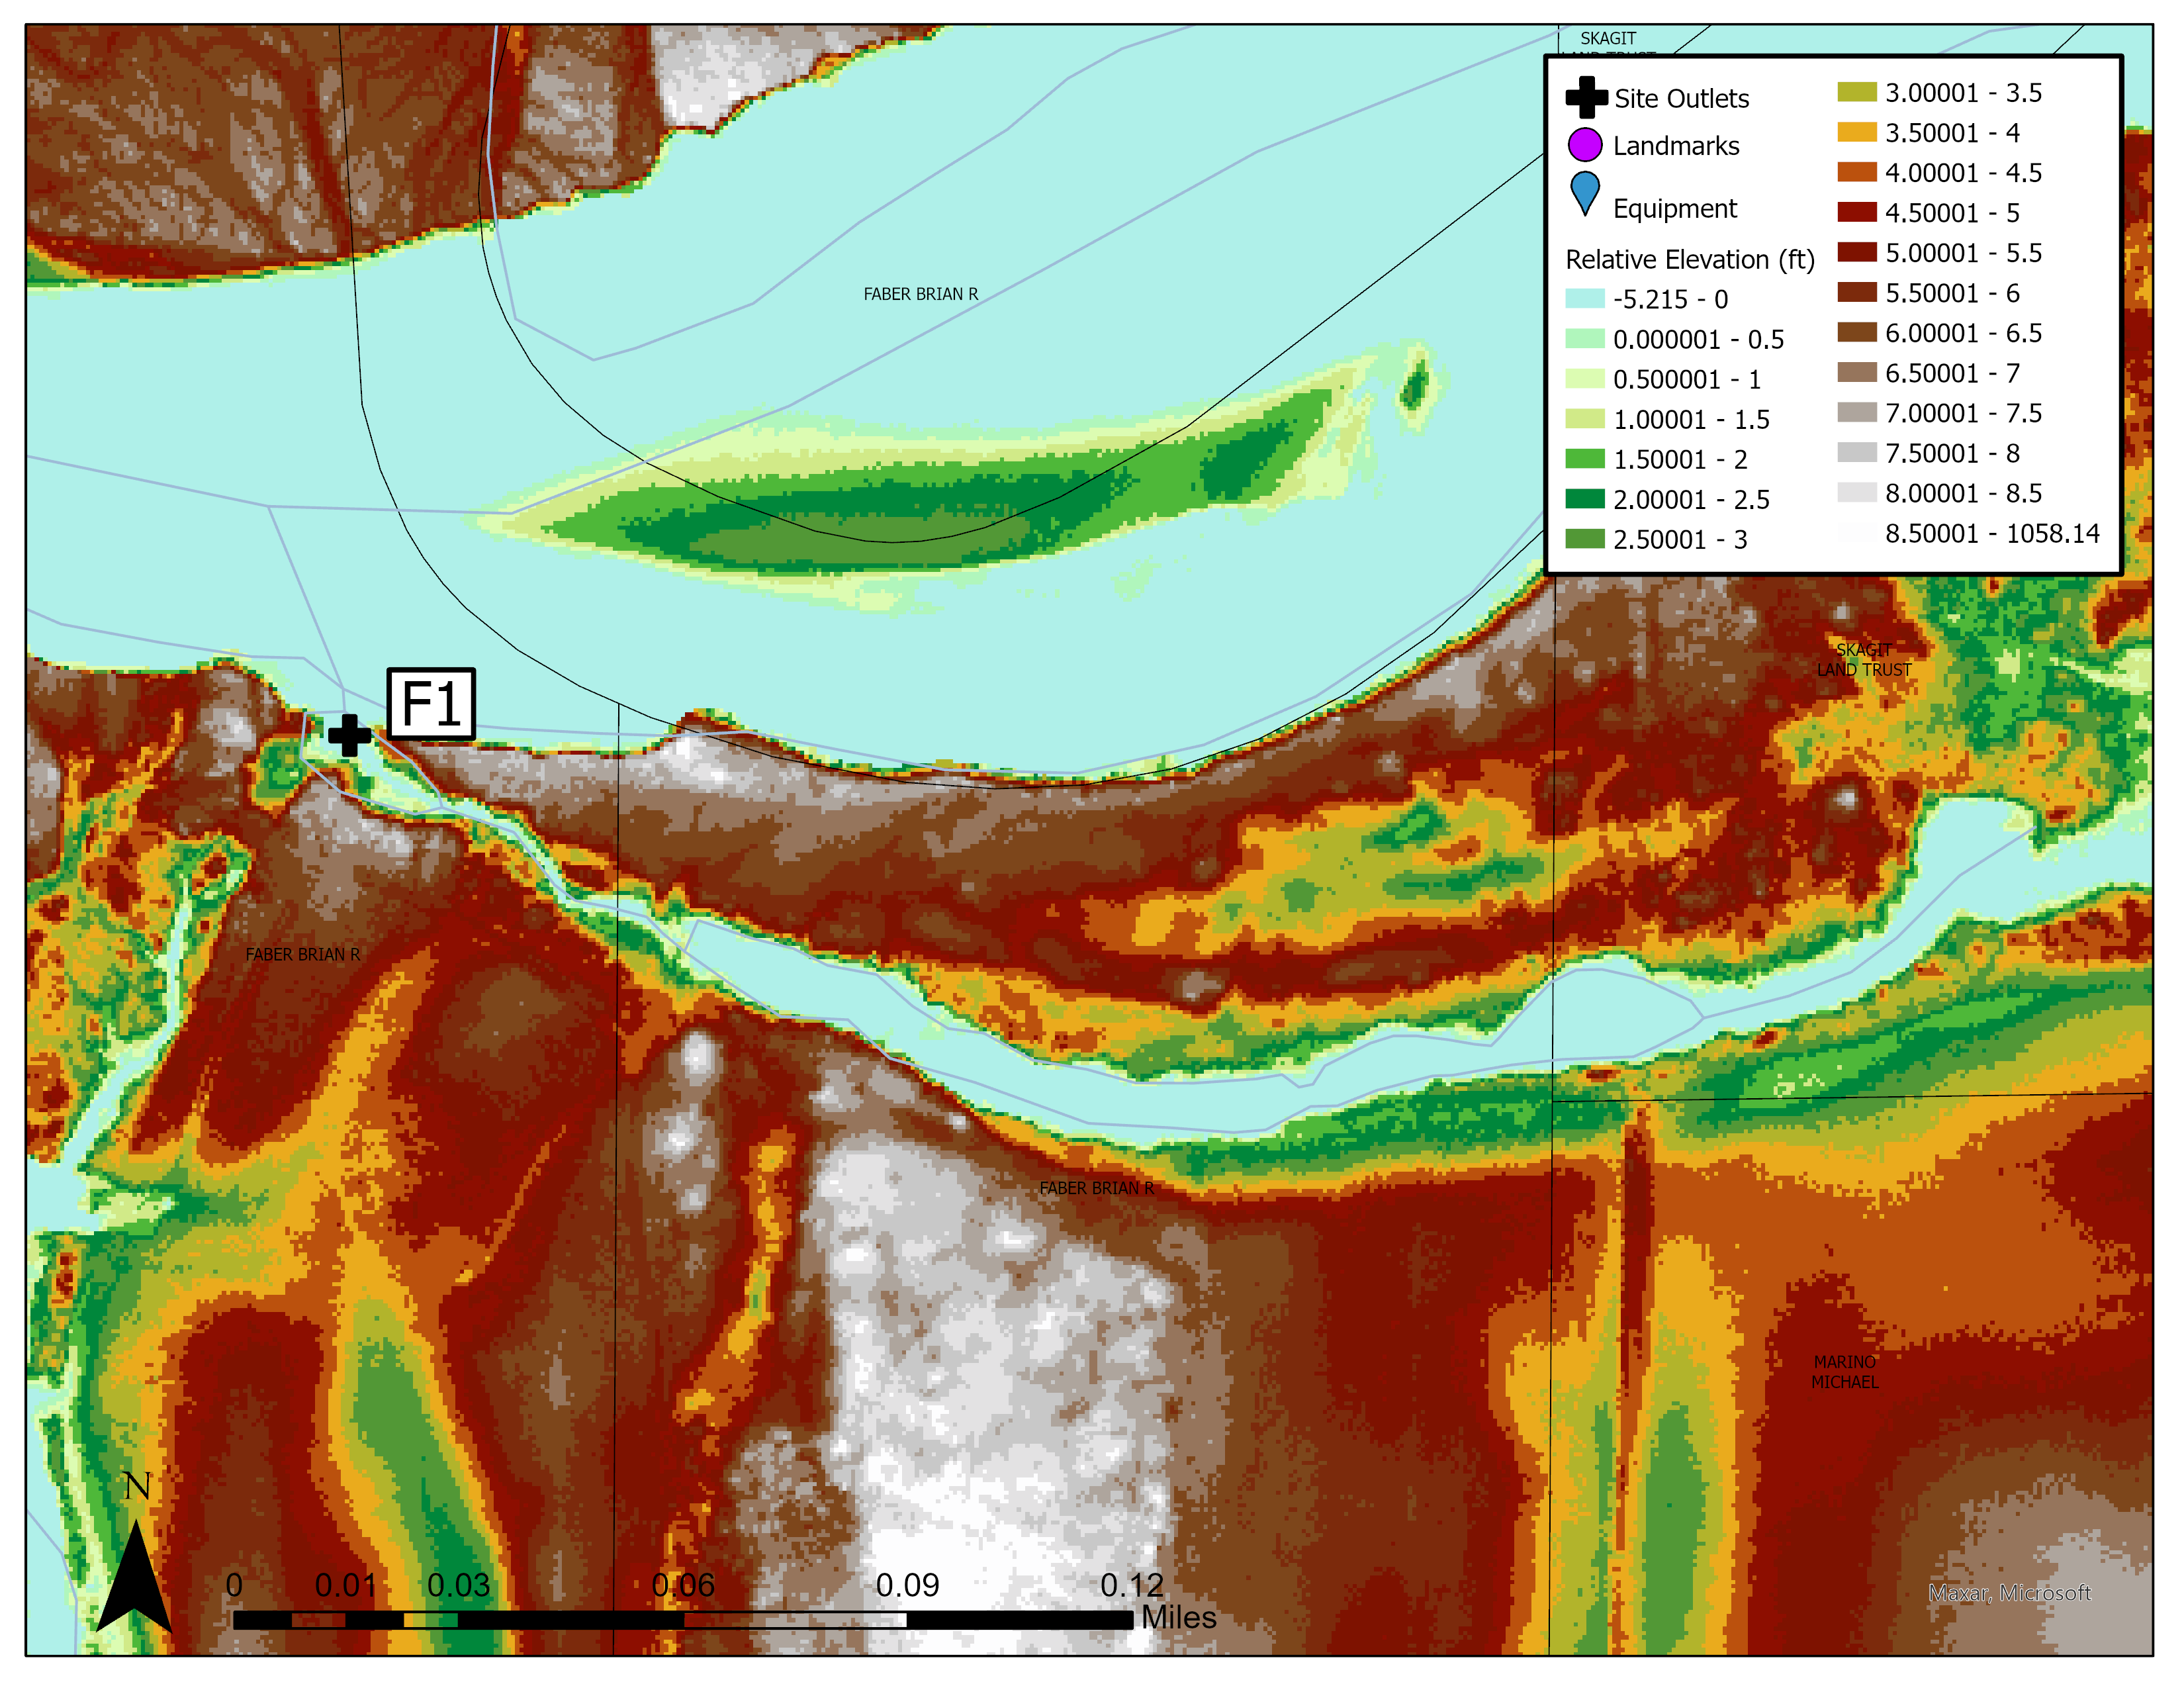 SKAGIT
LAND TRUST
Site Outlets
Landmarks
Equipment
Relative Elevation (ft)
-5.215 - 0
0.000001 - 0.5
0.500001 - 1
1.00001 - 1.5
1.50001 - 2
2.00001 - 2.5
2.50001 - 3
3.00001 - 3.5
3.50001 - 4
4.00001 - 4.5
4.50001 - 5
5.00001 - 5.5
5.50001 - 6
6.00001 - 6.5
6.50001 - 7
7.00001 - 7.5
7.50001 - 8
8.00001 - 8.5
8.50001 - 1058.14
FABER BRIAN R
SKAGIT
LAND TRUST
F1
FABER BRIAN R
FABER BRIAN R
MARINO
MICHAEL
N
0 0.01 0.03 0.06 0.09 0.12
Miles
Maxar, Microsoft